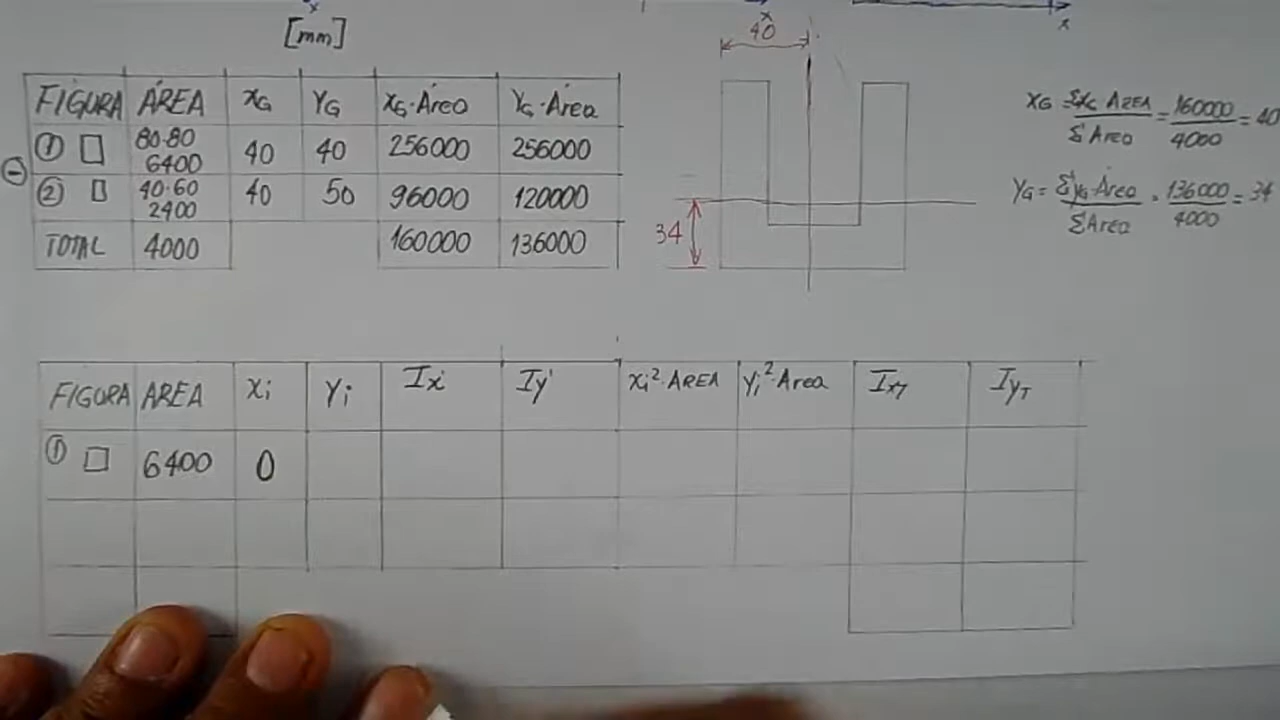 x
[mm]
x
x
40
FIGURA ÁREA XG YG XG·Área YG·Área
① 80·80 6400 40 40 256000 256000
(-) ② 40·60 2400 40 50 96000 120000
TOTAL 4000 160000 136000
34
XG = ΣXG AREA / Σ Area = 160000 / 4000 = 40
YG = ΣYG·Area / ΣArea = 136000 / 4000 = 34
FIGURA AREA Xi Yi Ix Iy Xi²·AREA Yi²·Area IxT IyT
① 6400 0